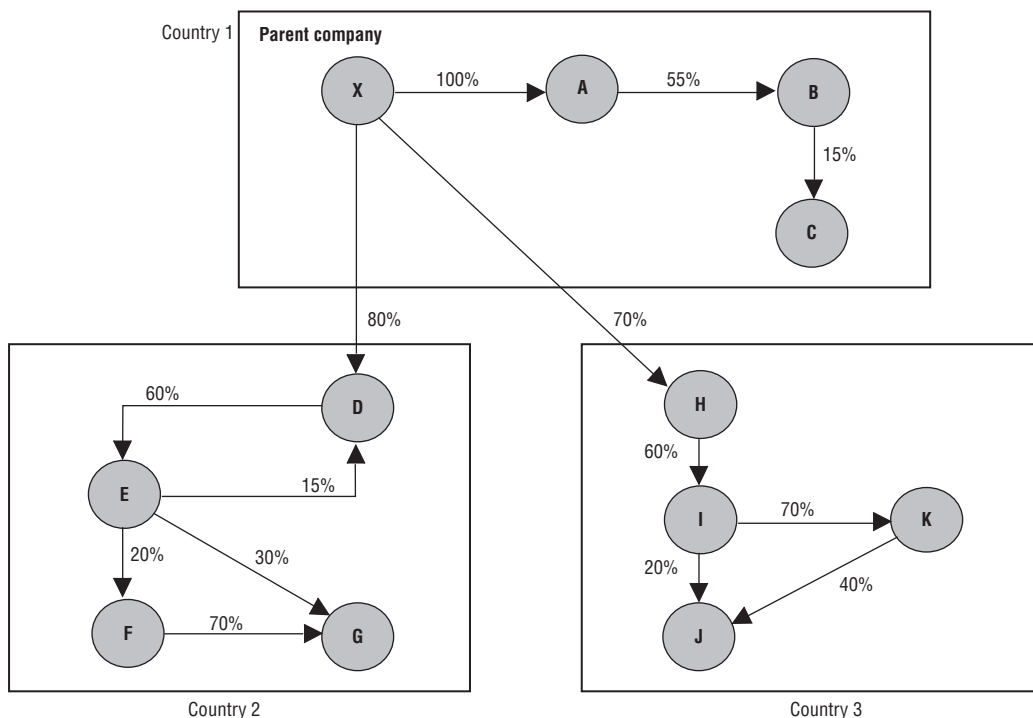 Country 1
Parent company
X
100%
A
55%
B
15%
C
80%
70%
60%
D
E
15%
20%
30%
F
70%
G
Country 2
H
60%
I
70%
K
20%
40%
J
Country 3